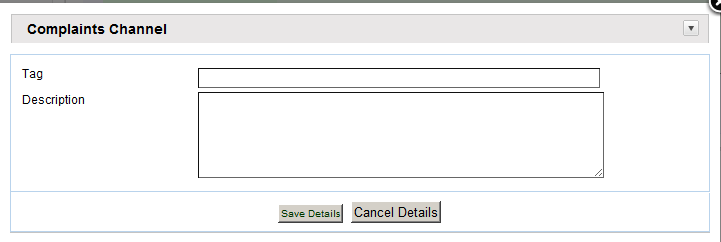 Complaints Channel
Tag
Description
Save Details Cancel Details